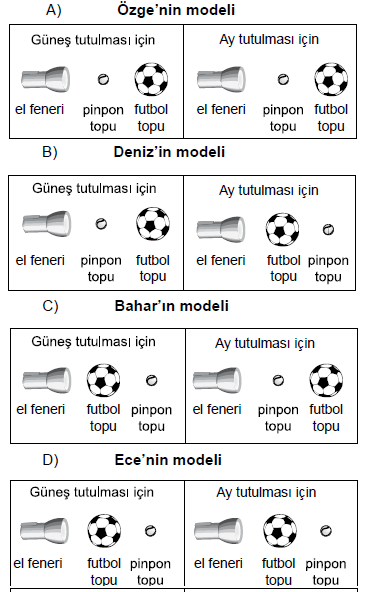 A) Özge’nin modeli
Güneş tutulması için Ay tutulması için
el feneri pinpon topu futbol topu el feneri pinpon topu futbol topu
B) Deniz’in modeli
Güneş tutulması için Ay tutulması için
el feneri pinpon topu futbol topu el feneri futbol topu pinpon topu
C) Bahar’ın modeli
Güneş tutulması için Ay tutulması için
el feneri futbol topu pinpon topu el feneri pinpon topu futbol topu
D) Ece’nin modeli
Güneş tutulması için Ay tutulması için
el feneri futbol topu pinpon topu el feneri futbol topu pinpon topu